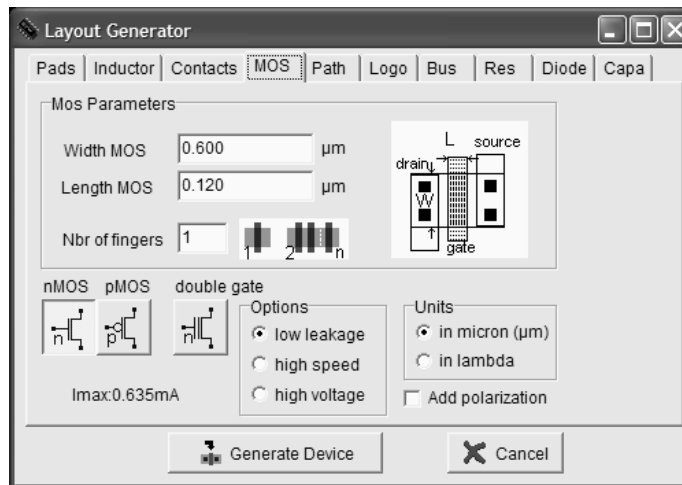 Layout Generator
Pads Inductor Contacts MOS Path Logo Bus Res Diode Capa
Mos Parameters
Width MOS 0.600 µm
Length MOS 0.120 µm
Nbr of fingers 1
1 2 n
L source
drain
W
gate
nMOS pMOS double gate
n p n
Options
low leakage
high speed
high voltage
Units
in micron (µm)
in lambda
Imax:0.635mA
Add polarization
Generate Device Cancel